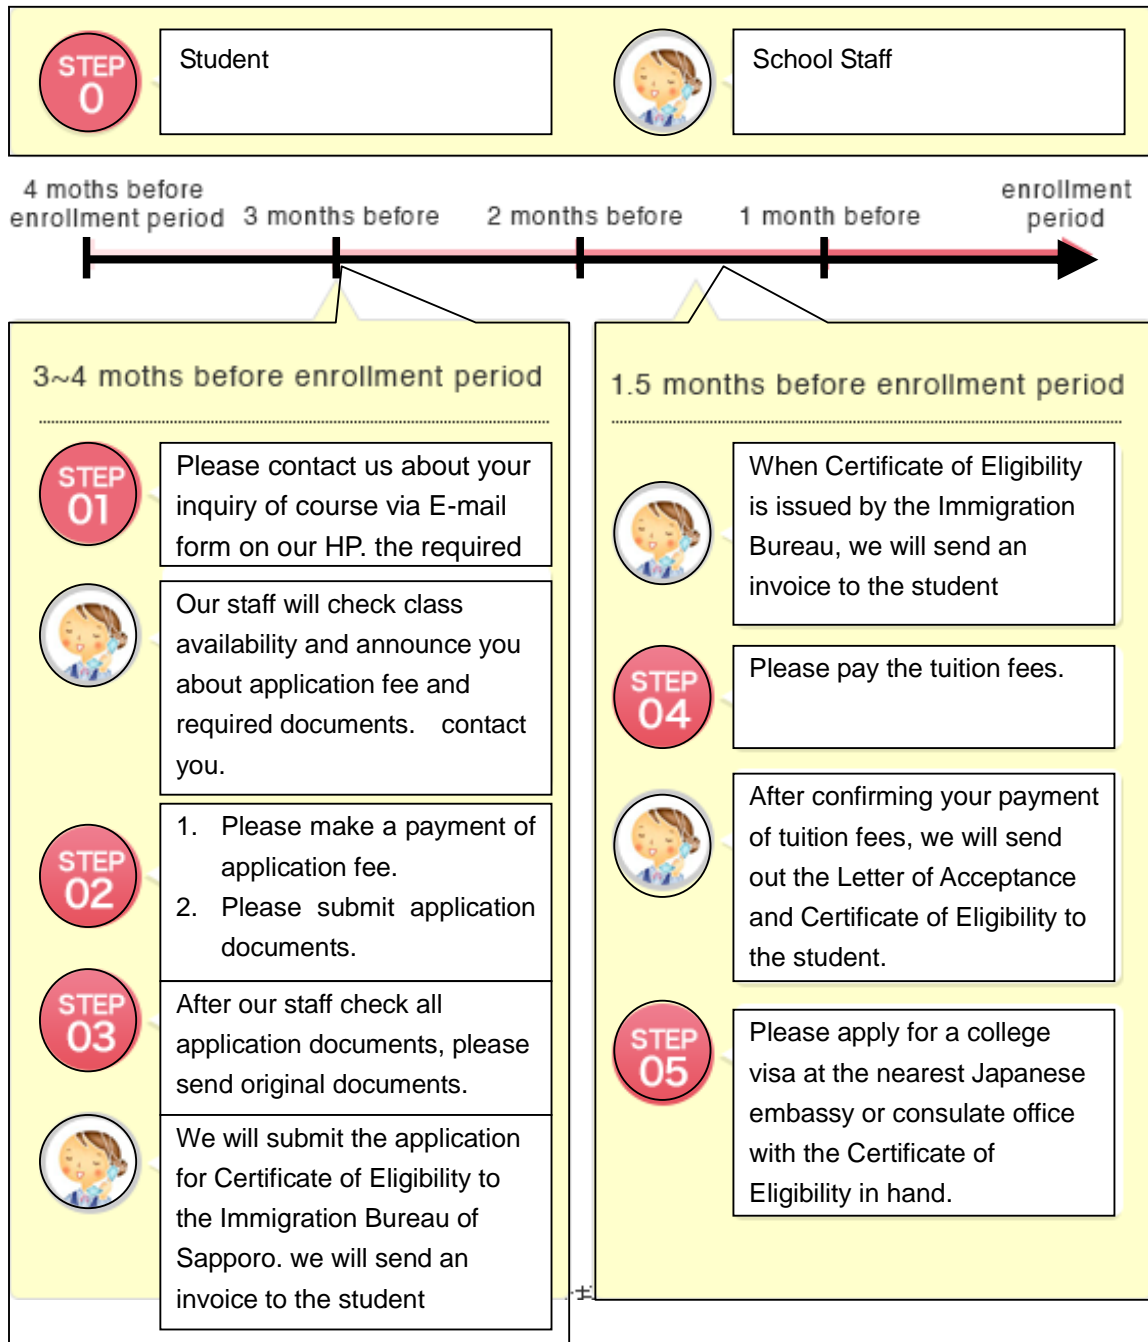 STEP
0
Student
School Staff
4 moths before
enrollment period
3 months before
2 months before
1 month before
enrollment
period
3~4 moths before enrollment period
STEP
01
Please contact us about your
inquiry of course via E-mail
form on our HP. the required
Our staff will check class
availability and announce you
about application fee and
required documents. contact
you.
STEP
02
1. Please make a payment of
application fee.
2. Please submit application
documents.
STEP
03
After our staff check all
application documents, please
send original documents.
We will submit the application
for Certificate of Eligibility to
the Immigration Bureau of
Sapporo. we will send an
invoice to the student
1.5 months before enrollment period
When Certificate of Eligibility
is issued by the Immigration
Bureau, we will send an
invoice to the student
STEP
04
Please pay the tuition fees.
After confirming your payment
of tuition fees, we will send
out the Letter of Acceptance
and Certificate of Eligibility to
the student.
STEP
05
Please apply for a college
visa at the nearest Japanese
embassy or consulate office
with the Certificate of
Eligibility in hand.